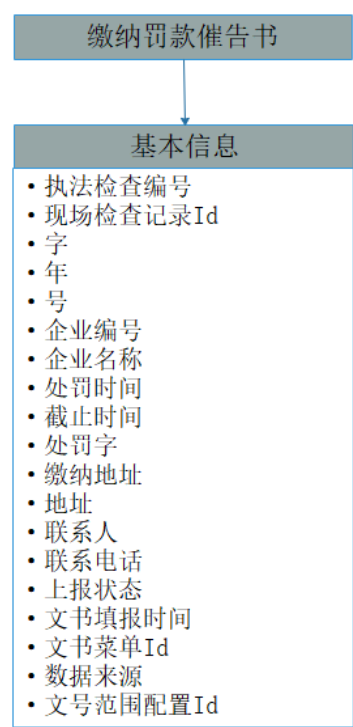 缴纳罚款催告书
基本信息
•执法检查编号
•现场检查记录Id
•字
•年
•号
•企业编号
•企业名称
•处罚时间
•截止时间
•处罚字
•缴纳地址
•地址
•联系人
•联系电话
•上报状态
•文书填报时间
•文书菜单Id
•数据来源
•文号范围配置Id